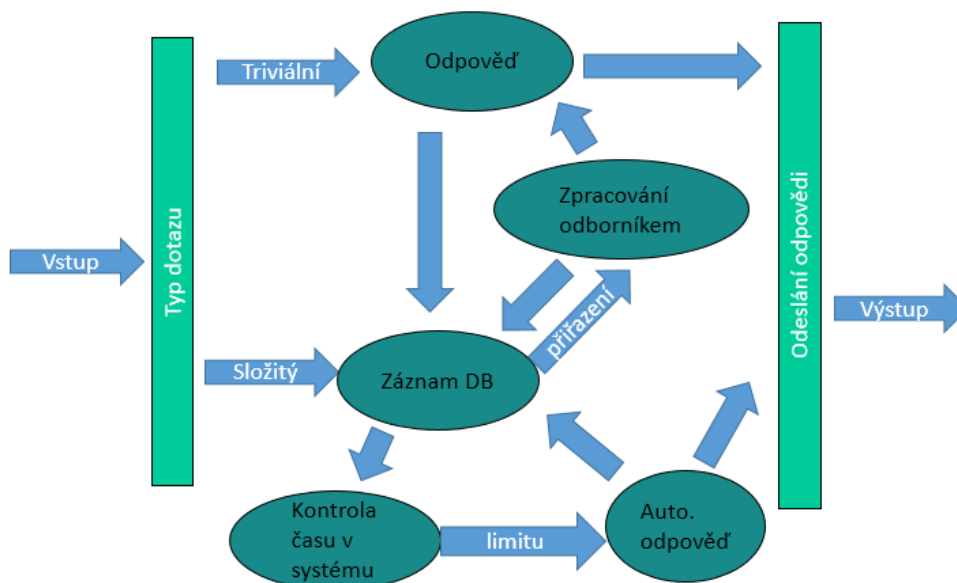 Triviální
Odpověď
Zpracování
odborníkem
Vstup
Typ dotazu
přiřazení
Odeslání odpovědi
Výstup
Složitý
Záznam DB
Kontrola
času v
systému
limitu
Auto.
odpověď